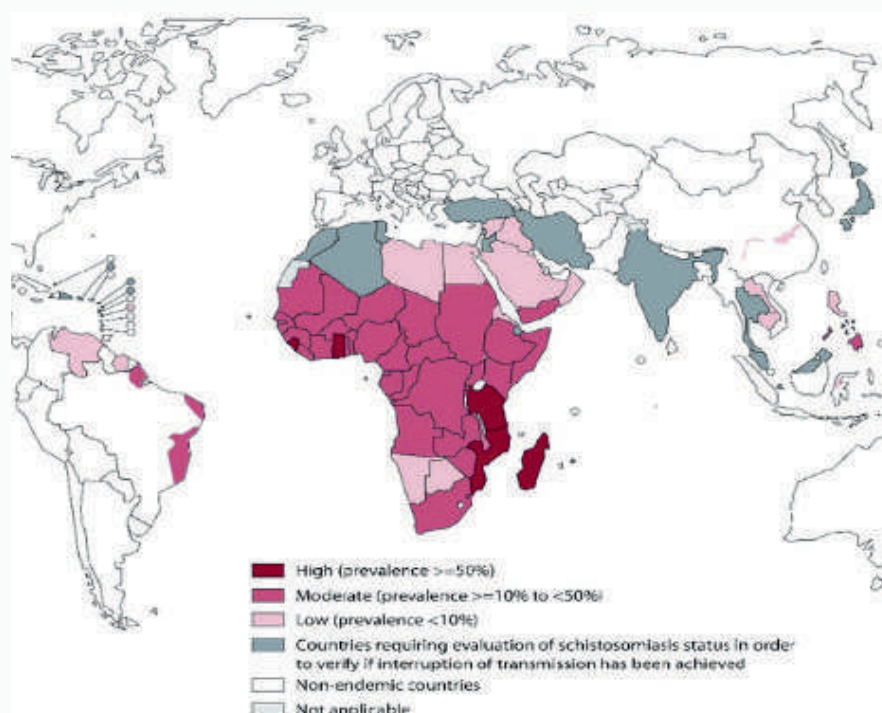 High (prevalence >=50%)
Moderate (prevalence >=10% to <50%)
Low (prevalence <10%)
Countries requiring evaluation of schistosomiasis status in order
to verify if interruption of transmission has been achieved
Non-endemic countries
Not applicable